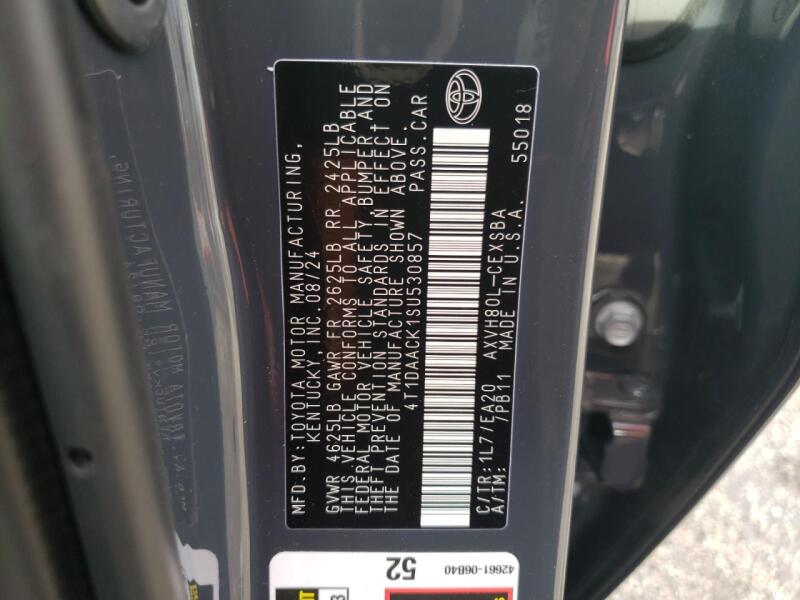 MFD.BY:TOYOTA MOTOR MANUFACTURING,
KENTUCKY, INC. 08/24
GVWR 4625LB GAWR FR 2625LB RR 2425LB
THIS VEHICLE CONFORMS TO ALL APPLICABLE
FEDERAL MOTOR VEHICLE SAFETY,BUMPER,AND
THEFT PREVENTION STANDARDS IN EFFECT ON
THE DATE OF MANUFACTURE SHOWN ABOVE.
4T1DAACK1SU530857 PASS.CAR
C/TR:1L7/EA20 AXVH80L-CEXSBA
A/TM: /PB11 MADE IN U.S.A. 55018
52
42661-06B40